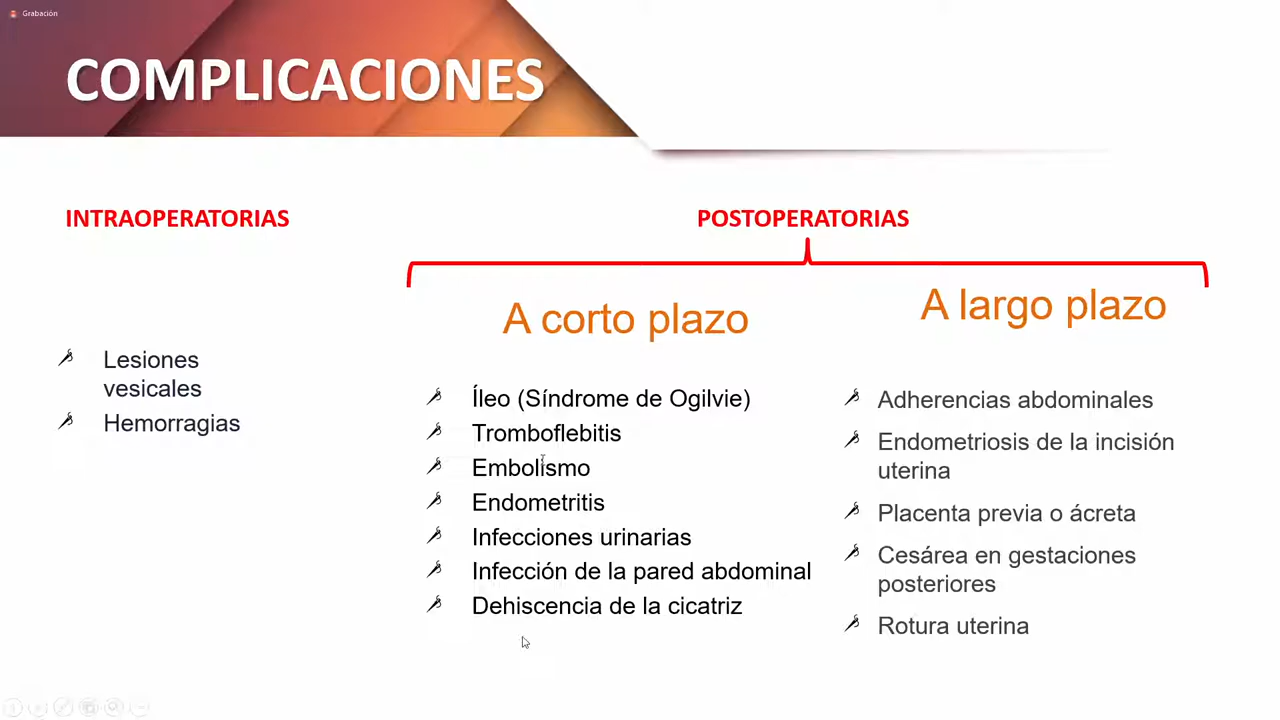 Grabación
COMPLICACIONES
INTRAOPERATORIAS
Lesiones
vesicales
Hemorragias
POSTOPERATORIAS
A corto plazo
Íleo (Síndrome de Ogilvie)
Tromboflebitis
Embolismo
Endometritis
Infecciones urinarias
Infección de la pared abdominal
Dehiscencia de la cicatriz
A largo plazo
Adherencias abdominales
Endometriosis de la incisión
uterina
Placenta previa o ácreta
Cesárea en gestaciones
posteriores
Rotura uterina